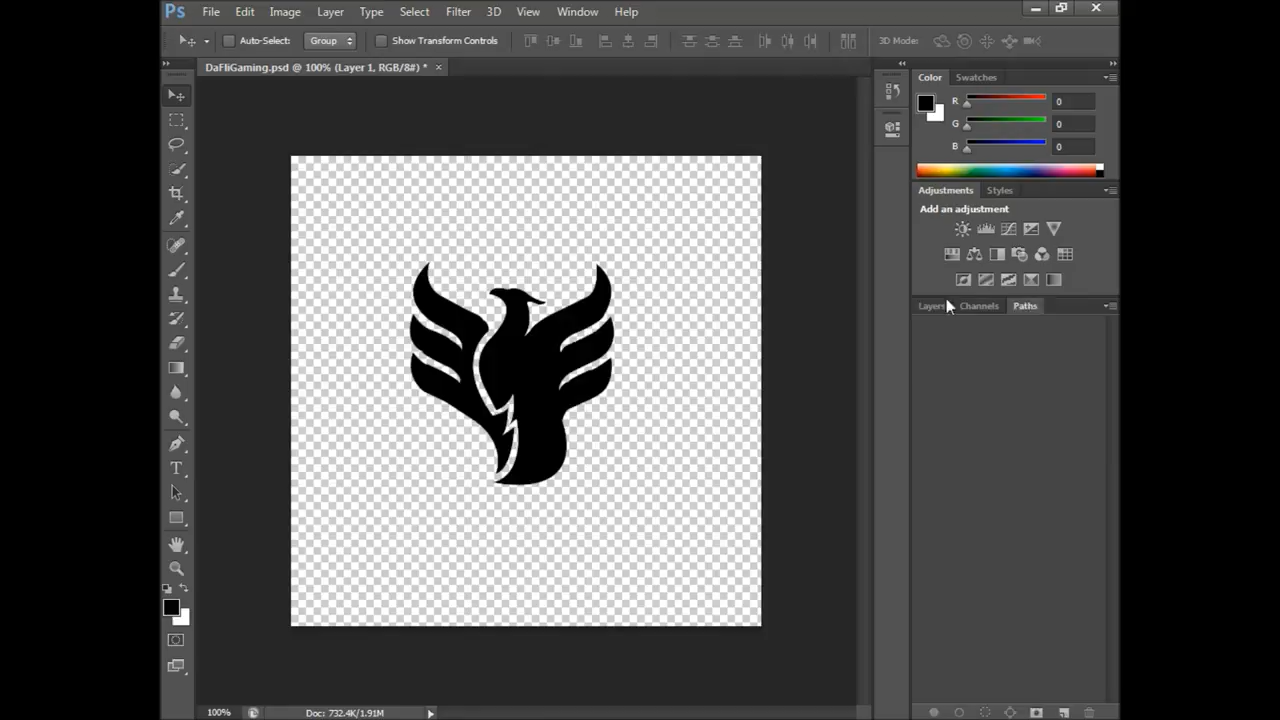 Ps File Edit Image Layer Type Select Filter 3D View Window Help
Auto-Select: Group Show Transform Controls 3D Mode:
DaFliGaming.psd @ 100% (Layer 1, RGB/8#) * ×
Color Swatches
R 0
G 0
B 0
Adjustments Styles
Add an adjustment
Layers Channels Paths
T
100% Doc: 732.4K/1.91M